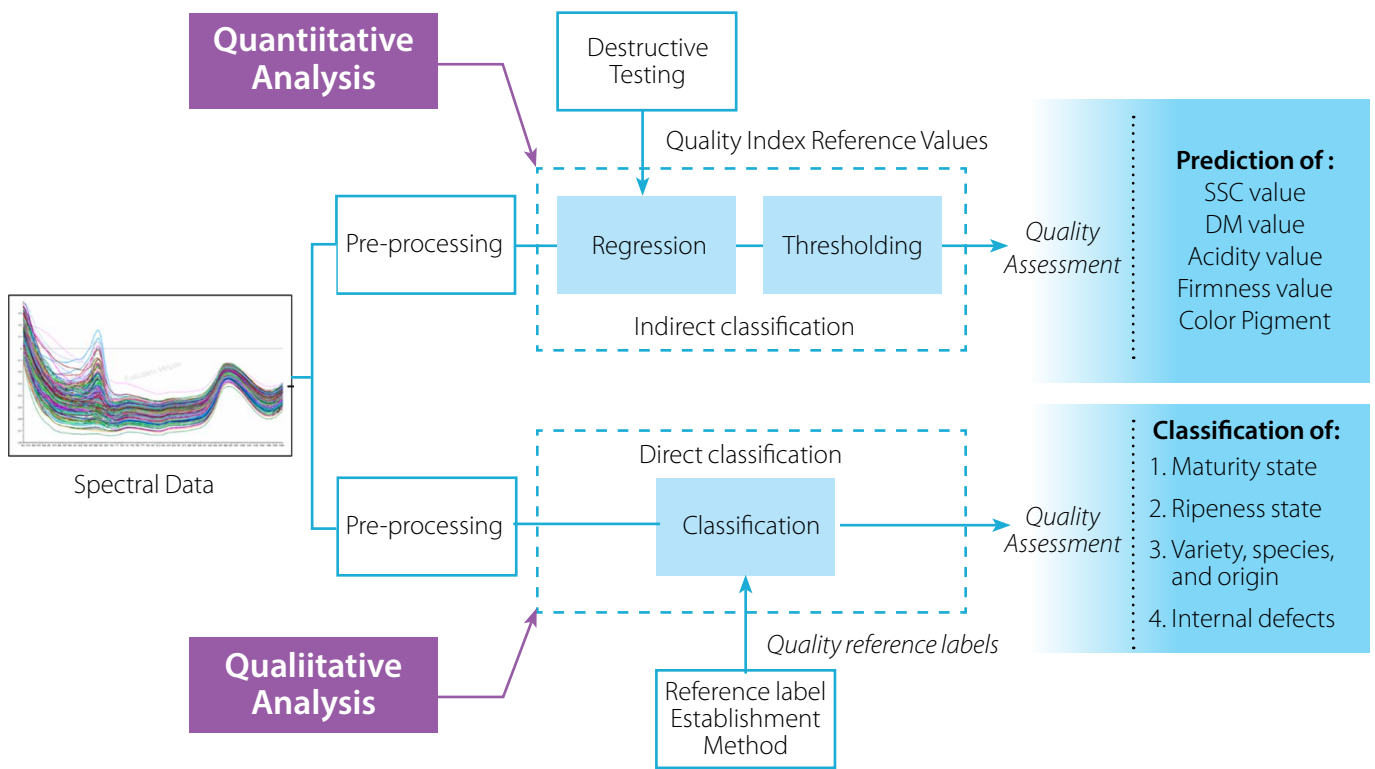 Quantiitative
Analysis
Destructive
Testing
Quality Index Reference Values
Pre-processing
Regression
Thresholding
Indirect classification
Quality
Assessment
Prediction of :
SSC value
DM value
Acidity value
Firmness value
Color Pigment
Spectral Data
Direct classification
Pre-processing
Classification
Quality
Assessment
Classification of:
1. Maturity state
2. Ripeness state
3. Variety, species,
and origin
4. Internal defects
Quality reference labels
Qualiitative
Analysis
Reference label
Establishment
Method